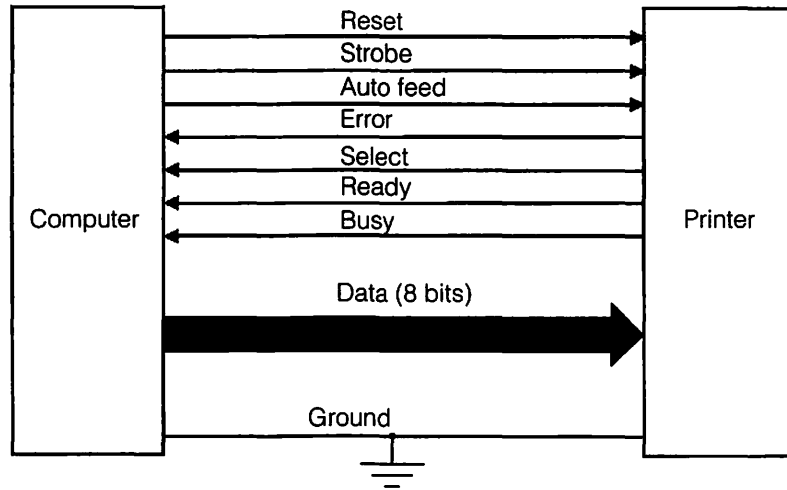 Reset
Strobe
Auto feed
Error
Select
Ready
Busy
Computer
Printer
Data (8 bits)
Ground